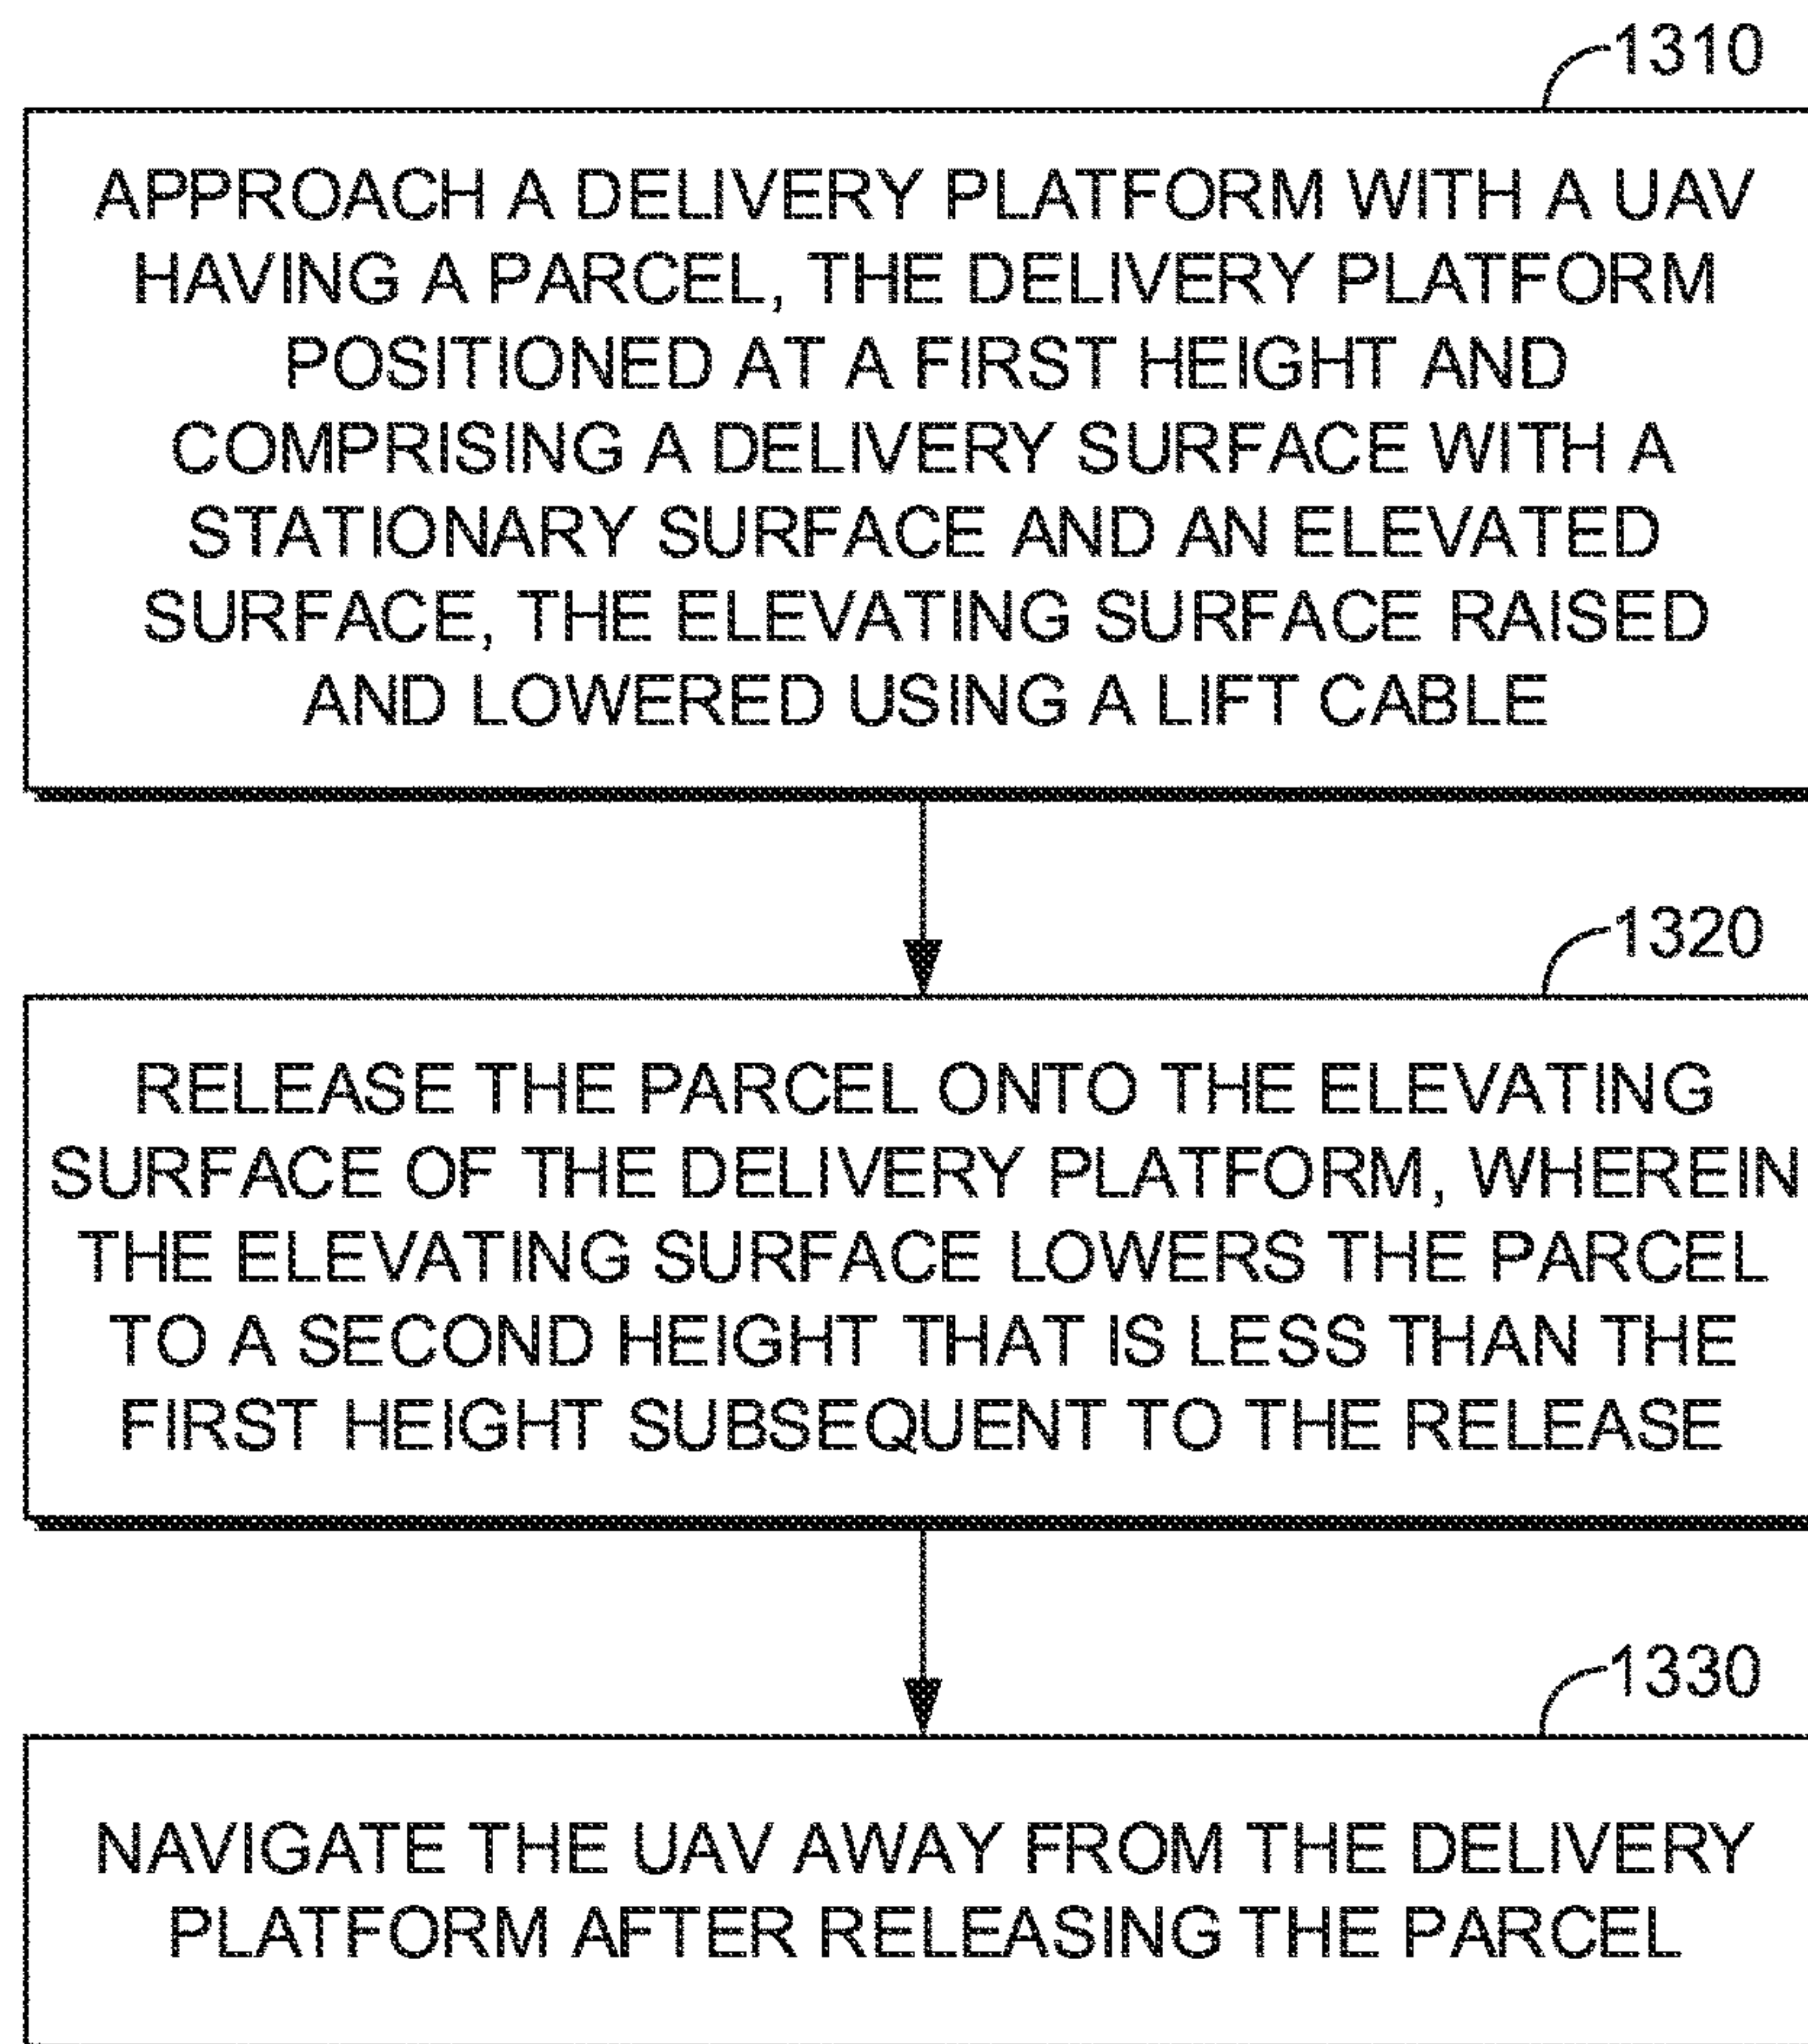 1310
APPROACH A DELIVERY PLATFORM WITH A UAV
HAVING A PARCEL, THE DELIVERY PLATFORM
POSITIONED AT A FIRST HEIGHT AND
COMPRISING A DELIVERY SURFACE WITH A
STATIONARY SURFACE AND AN ELEVATED
SURFACE, THE ELEVATING SURFACE RAISED
AND LOWERED USING A LIFT CABLE
1320
RELEASE THE PARCEL ONTO THE ELEVATING
SURFACE OF THE DELIVERY PLATFORM, WHEREIN
THE ELEVATING SURFACE LOWERS THE PARCEL
TO A SECOND HEIGHT THAT IS LESS THAN THE
FIRST HEIGHT SUBSEQUENT TO THE RELEASE
1330
NAVIGATE THE UAV AWAY FROM THE DELIVERY
PLATFORM AFTER RELEASING THE PARCEL